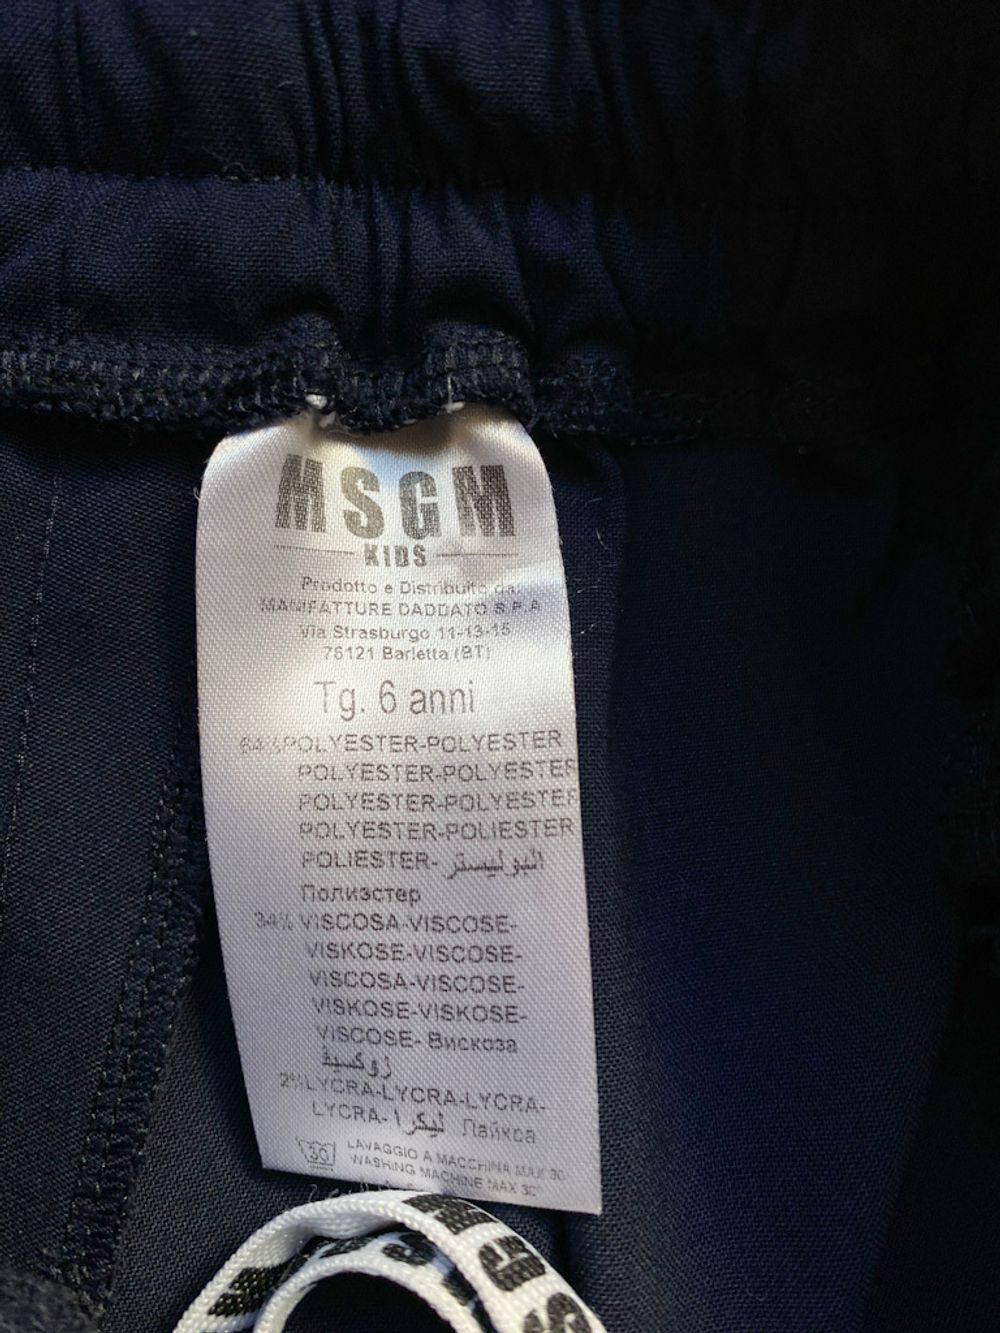 MSGM
KIDS
Prodotto e Distribuito da:
MANIFATTURE DADDATO S.P.A
Via Strasburgo 11-13-15
76121 Barletta (BT)
Tg. 6 anni
64%POLYESTER-POLYESTER
POLYESTER-POLYESTER
POLYESTER-POLYESTER
POLYESTER-POLIESTER
POLIESTER- البوليستر
Полиэстер
34% VISCOSA-VISCOSE-
VISKOSE-VISCOSE-
VISCOSA-VISCOSE-
VISKOSE-VISKOSE-
VISCOSE- Вискоза
2%LYCRA-LYCRA-LYCRA-
LYCRA- ليكرا Лайкра
30 LAVAGGIO A MACCHINA MAX 30
WASHING MACHINE MAX 30°
MSGM